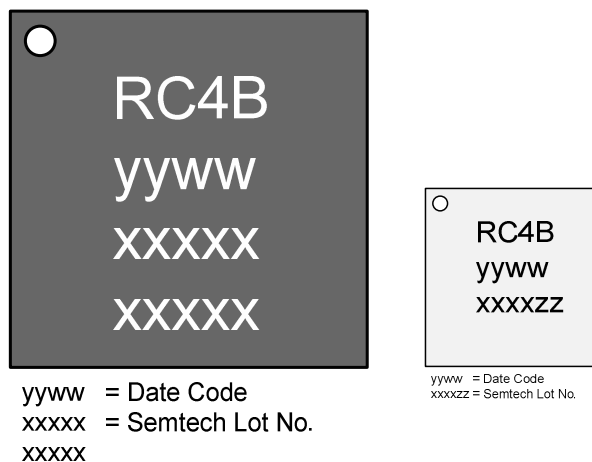 RC4B
yyww
xxxxx
xxxxx
yyww = Date Code
xxxxx = Semtech Lot No.
xxxxx
RC4B
yyww
xxxxzz
yyww = Date Code
xxxxzz = Semtech Lot No.